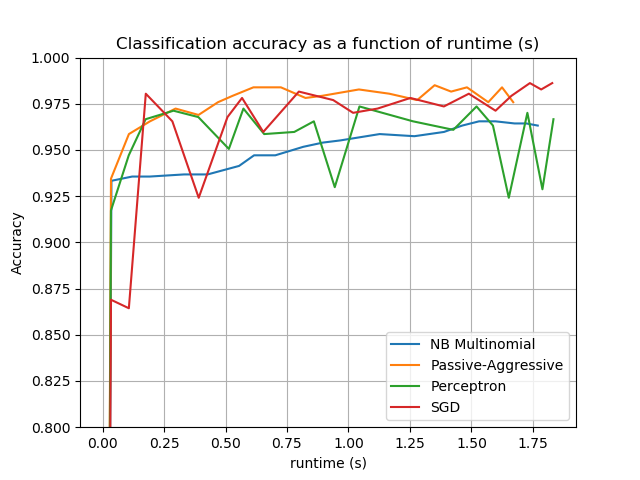 Classification accuracy as a function of runtime (s)
1.000
0.975
0.950
0.925
0.900
0.875
0.850
0.825
0.800
Accuracy
NB Multinomial
Passive-Aggressive
Perceptron
SGD
0.00 0.25 0.50 0.75 1.00 1.25 1.50 1.75
runtime (s)